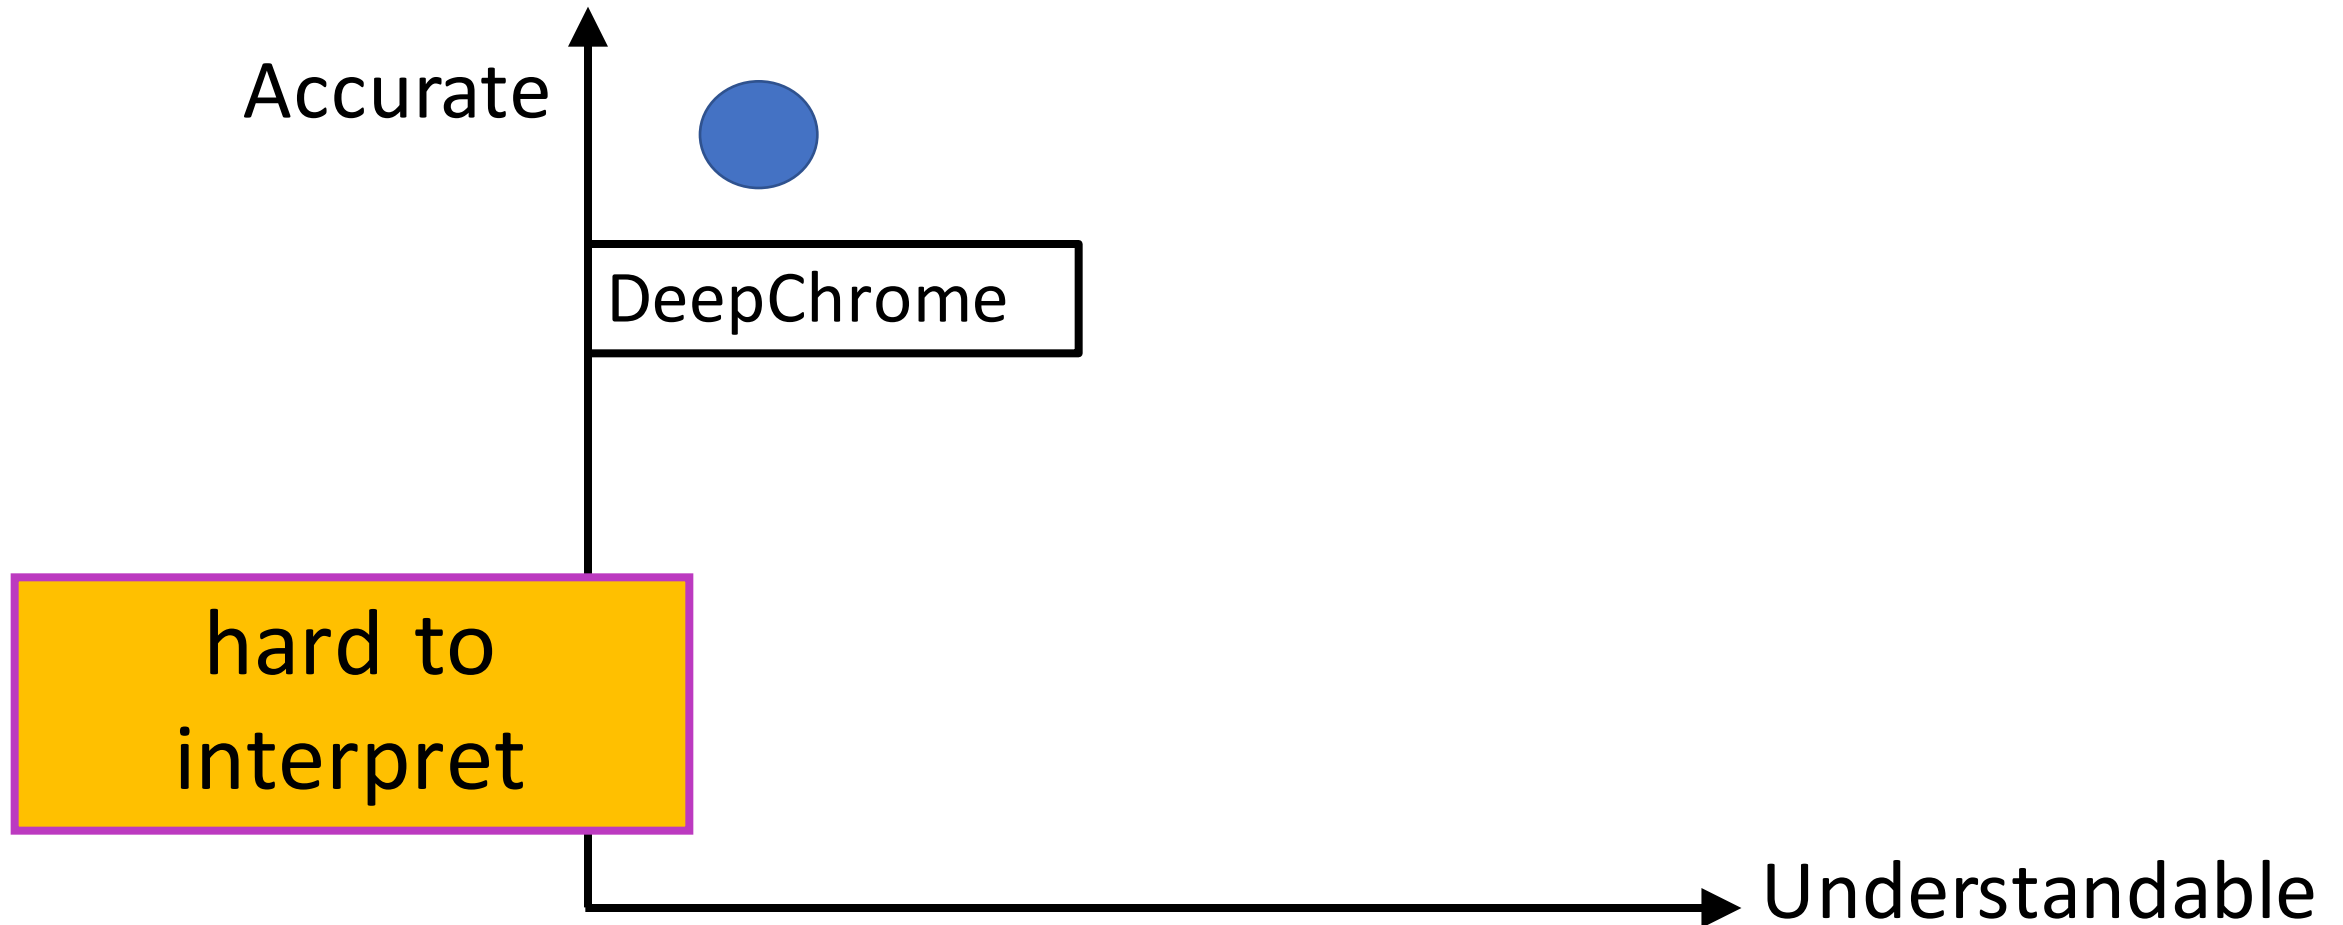 Accurate
DeepChrome
hard to
interpret
Understandable